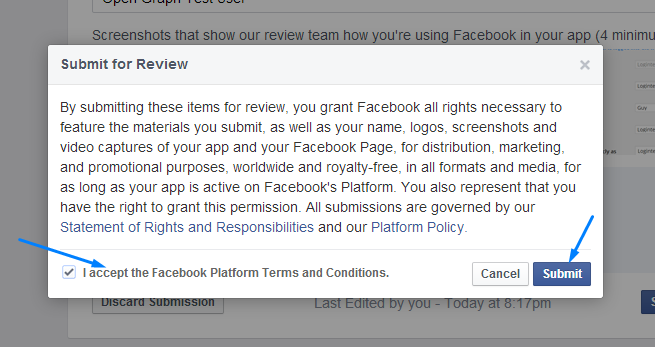 Open Graph Test User
Screenshots that show our review team how you're using Facebook in your app (4 minimu
Submit for Review ×
By submitting these items for review, you grant Facebook all rights necessary to
feature the materials you submit, as well as your name, logos, screenshots and
video captures of your app and your Facebook Page, for distribution, marketing,
and promotional purposes, worldwide and royalty-free, in all formats and media, for
as long as your app is active on Facebook's Platform. You also represent that you
have the right to grant this permission. All submissions are governed by our
Statement of Rights and Responsibilities and our Platform Policy.
I accept the Facebook Platform Terms and Conditions.
Cancel Submit
Discard Submission Last Edited by you - Today at 8:17pm S